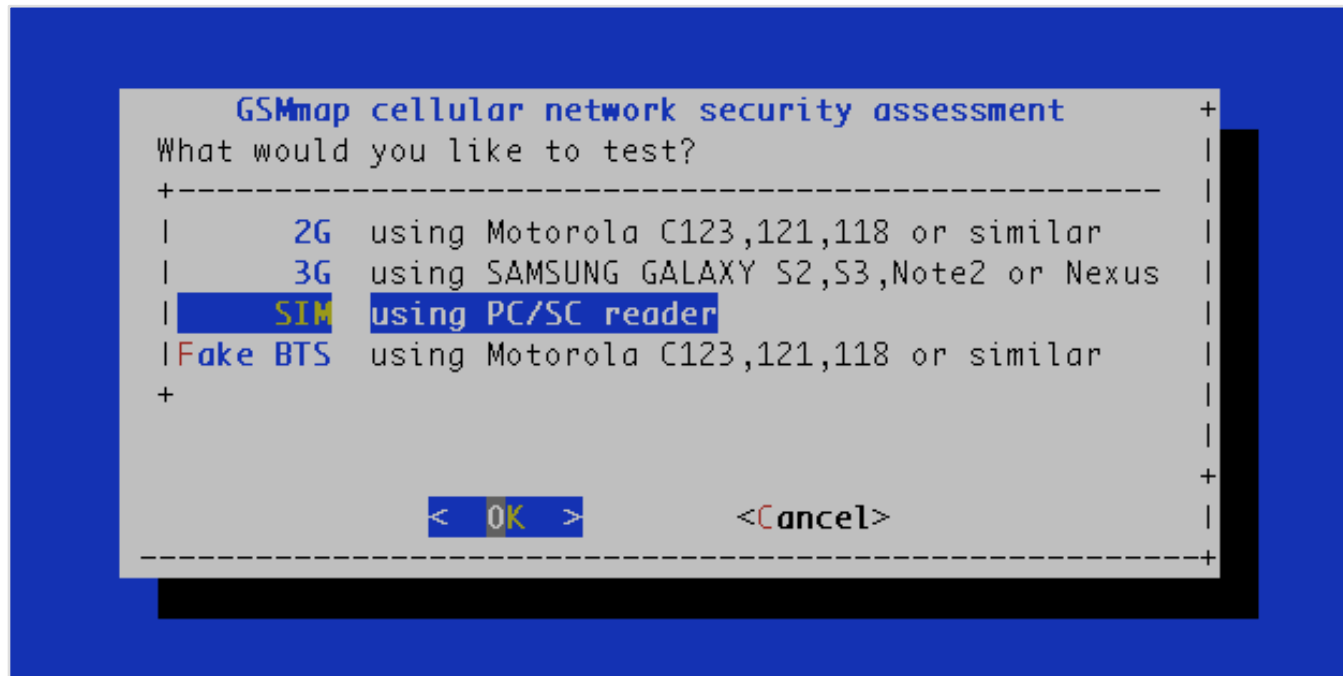 GSMmap cellular network security assessment
What would you like to test?
2G using Motorola C123,121,118 or similar
3G using SAMSUNG GALAXY S2,S3,Note2 or Nexus
SIM using PC/SC reader
Fake BTS using Motorola C123,121,118 or similar
< OK > <Cancel>